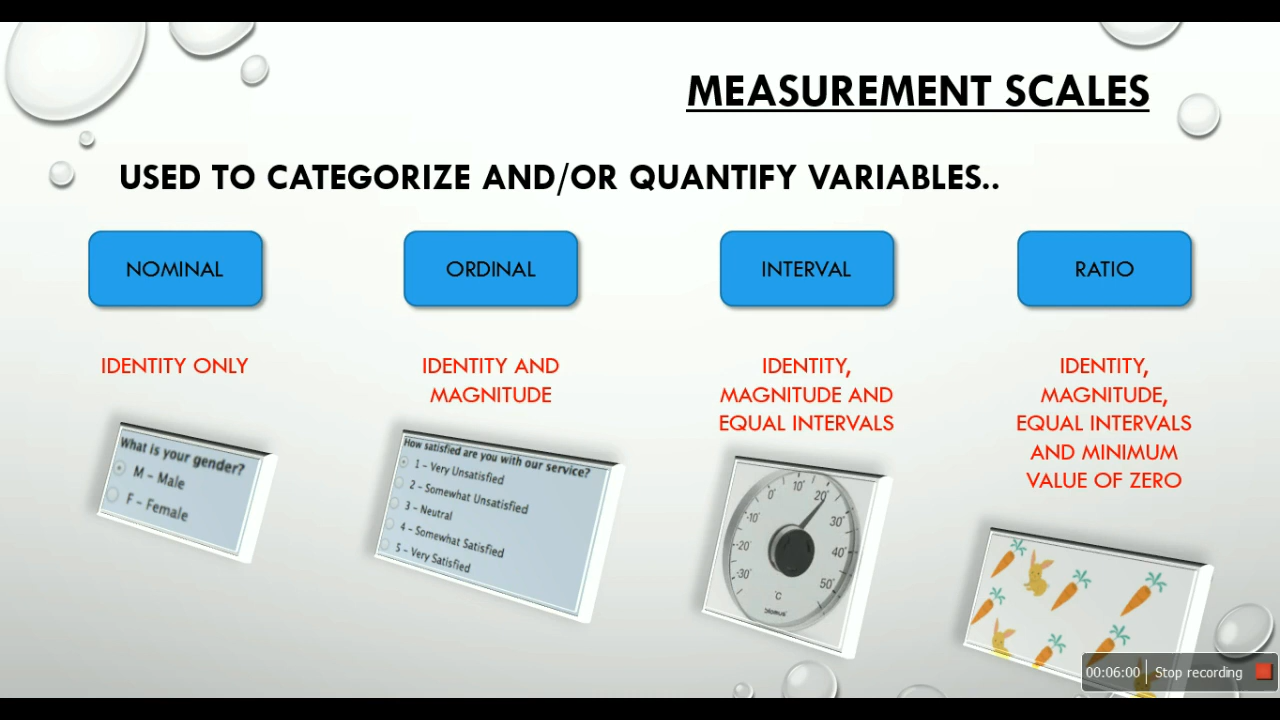 MEASUREMENT SCALES
USED TO CATEGORIZE AND/OR QUANTIFY VARIABLES..
NOMINAL
ORDINAL
INTERVAL
RATIO
IDENTITY ONLY
IDENTITY AND
MAGNITUDE
IDENTITY,
MAGNITUDE AND
EQUAL INTERVALS
IDENTITY,
MAGNITUDE,
EQUAL INTERVALS
AND MINIMUM
VALUE OF ZERO
What is your gender?
M - Male
F - Female
How satisfied are you with our service?
1 - Very Unsatisfied
2 - Somewhat Unsatisfied
3 - Neutral
4 - Somewhat Satisfied
5 - Very Satisfied
-30°
-20°
-10°
0°
10°
20°
30°
40°
50°
°C
00:06:00
Stop recording